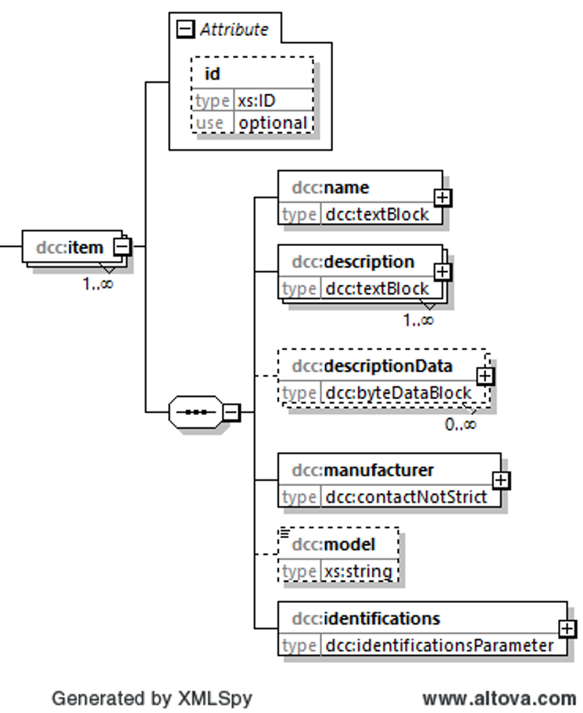 Attribute
id
type xs:ID
use optional
dcc:name
type dcc:textBlock
dcc:item
1..∞
dcc:description
type dcc:textBlock
1..∞
dcc:descriptionData
type dcc:byteDataBlock
0..∞
dcc:manufacturer
type dcc:contactNotStrict
dcc:model
type xs:string
dcc:identifications
type dcc:identificationsParameter
Generated by XMLSpy www.altova.com